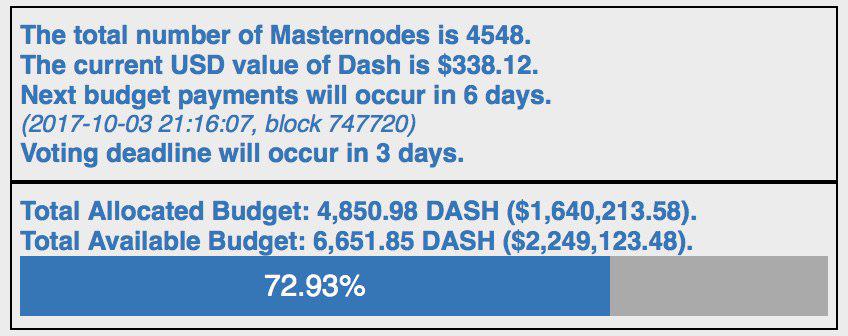 The total number of Masternodes is 4548.
The current USD value of Dash is $338.12.
Next budget payments will occur in 6 days.
(2017-10-03 21:16:07, block 747720)
Voting deadline will occur in 3 days.
Total Allocated Budget: 4,850.98 DASH ($1,640,213.58).
Total Available Budget: 6,651.85 DASH ($2,249,123.48).
72.93%